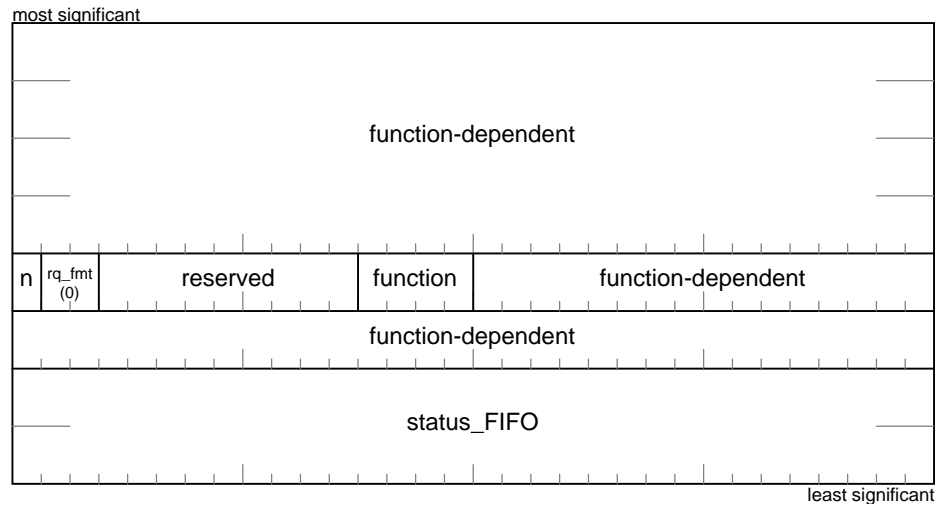 most significant
function-dependent
n rq_fmt (0) reserved function function-dependent
function-dependent
status_FIFO
least significant